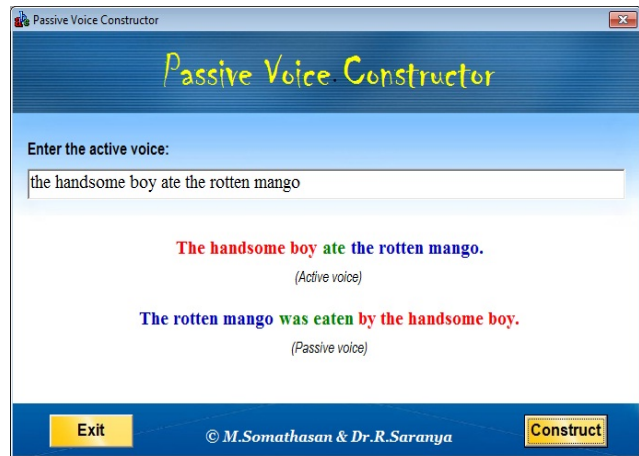 Passive Voice Constructor
Passive Voice Constructor
Enter the active voice:
the handsome boy ate the rotten mango
The handsome boy ate the rotten mango.
(Active voice)
The rotten mango was eaten by the handsome boy.
(Passive voice)
Exit
© M.Somathasan & Dr.R.Saranya
Construct